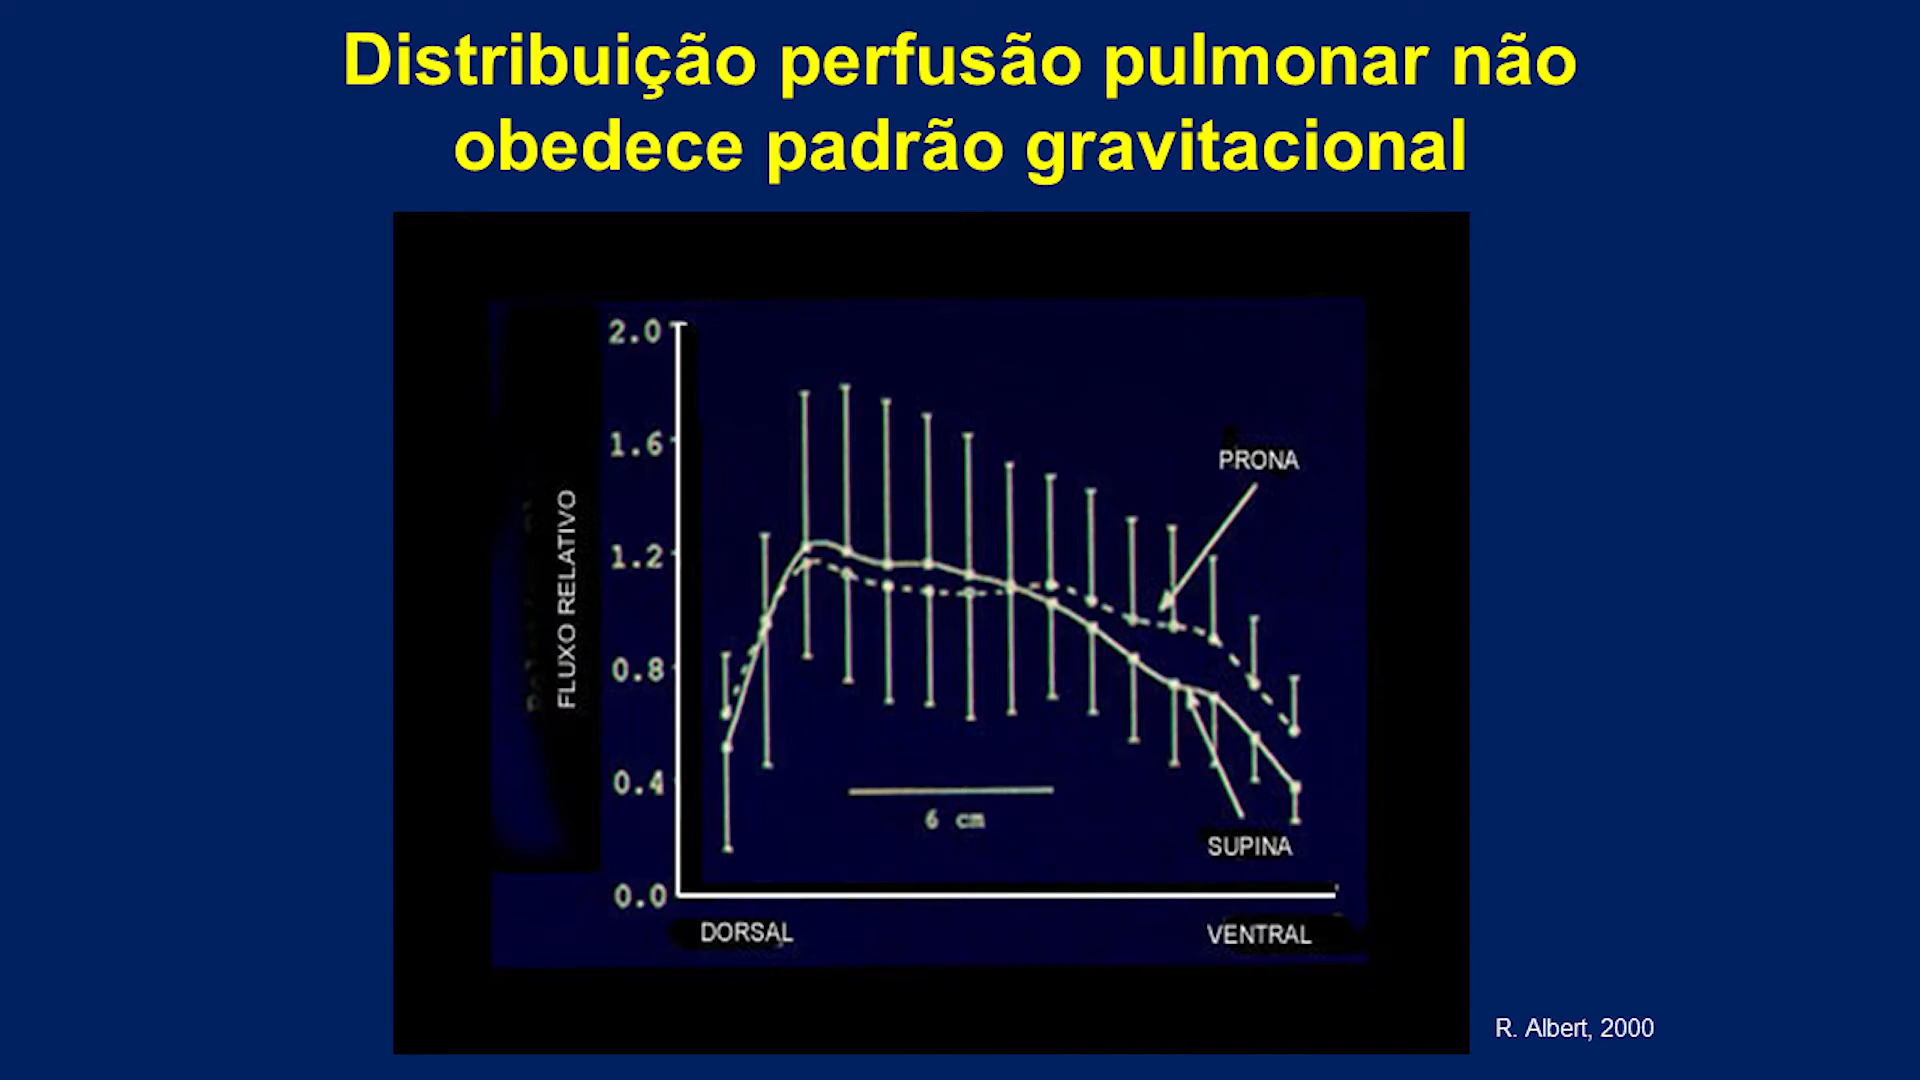 Distribuição perfusão pulmonar não
obedece padrão gravitacional
2.0
1.6
1.2
0.8
0.4
0.0
FLUXO RELATIVO
PRONA
6 cm
SUPINA
DORSAL
VENTRAL
R. Albert, 2000